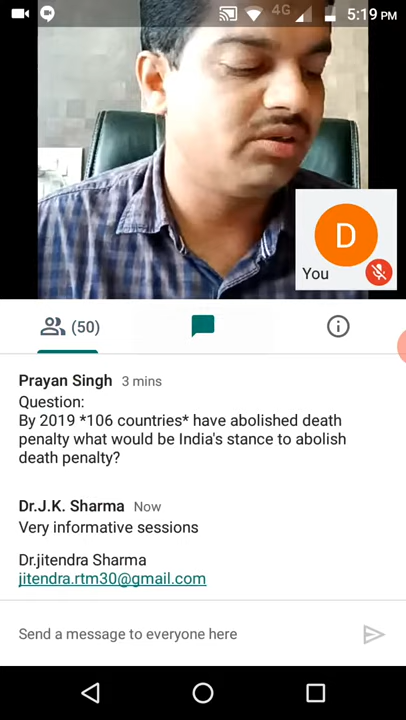 4G 5:19 PM
D
You
(50)
Prayan Singh 3 mins
Question:
By 2019 *106 countries* have abolished death
penalty what would be India's stance to abolish
death penalty?
Dr.J.K. Sharma Now
Very informative sessions
Dr.jitendra Sharma
jitendra.rtm30@gmail.com
Send a message to everyone here